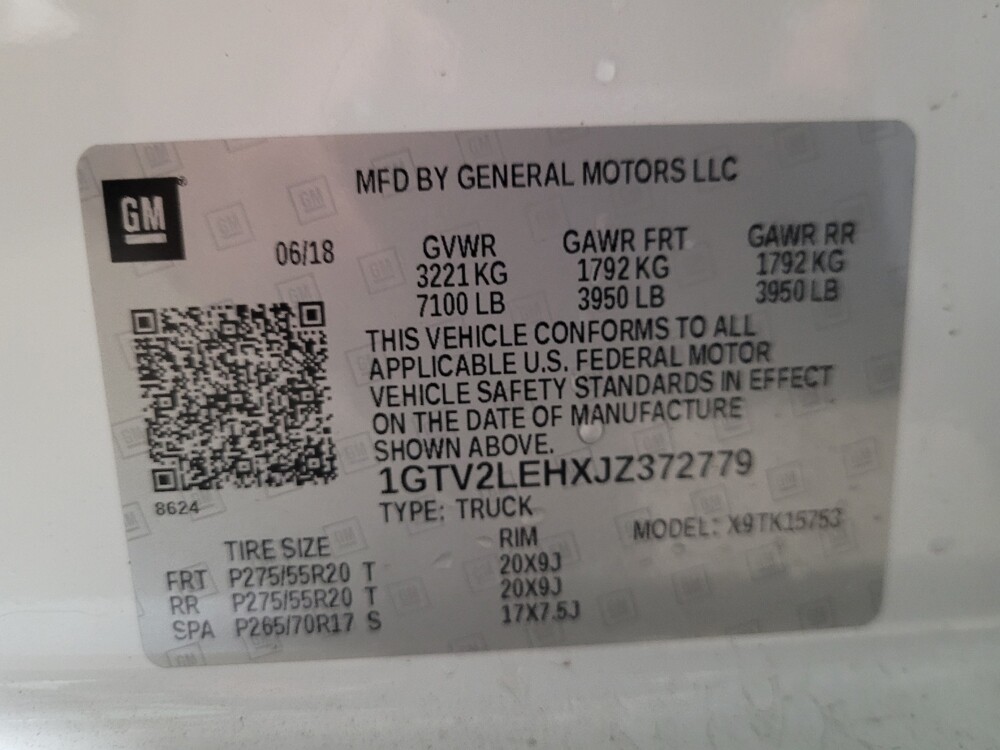 GM
MFD BY GENERAL MOTORS LLC
06/18
GVWR GAWR FRT GAWR RR
3221 KG 1792 KG 1792 KG
7100 LB 3950 LB 3950 LB
THIS VEHICLE CONFORMS TO ALL
APPLICABLE U.S. FEDERAL MOTOR
VEHICLE SAFETY STANDARDS IN EFFECT
ON THE DATE OF MANUFACTURE
SHOWN ABOVE.
1GTV2LEHXJZ372779
8624
TYPE: TRUCK
MODEL: X9TK15753
TIRE SIZE RIM
FRT P275/55R20 T 20X9J
RR P275/55R20 T 20X9J
SPA P265/70R17 S 17X7.5J